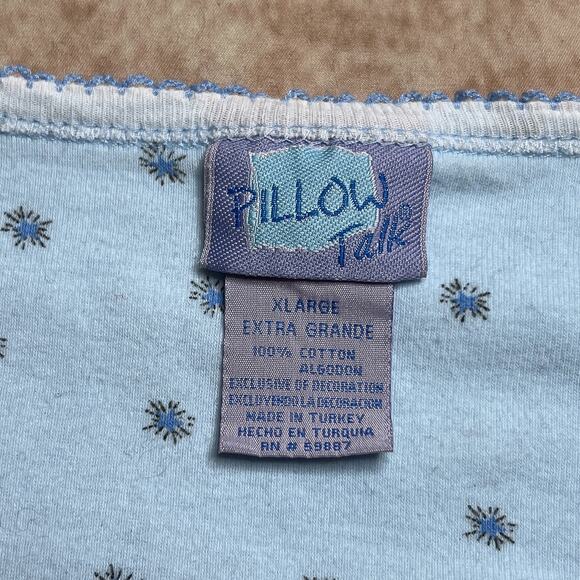 PILLOW
Talk®
XLARGE
EXTRA GRANDE
100% COTTON
ALGODON
EXCLUSIVE OF DECORATION
EXCLUYENDO LA DECORACION
MADE IN TURKEY
HECHO EN TURQUIA
RN # 59887